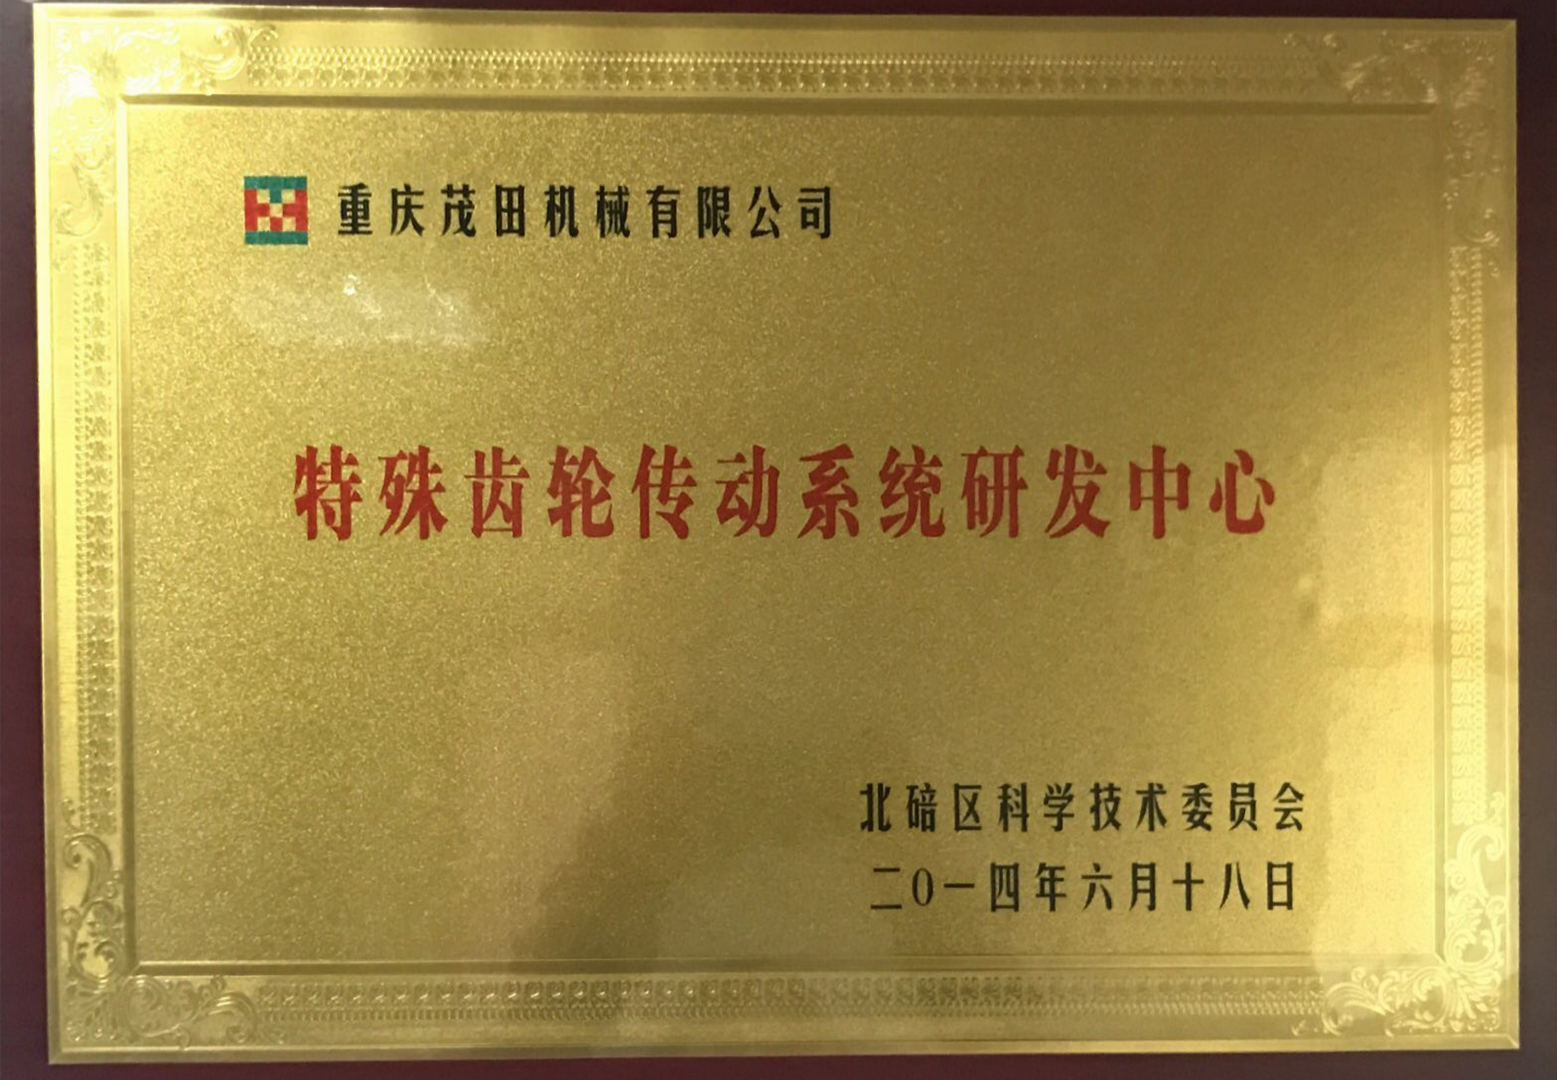 重庆茂田机械有限公司
特殊齿轮传动系统研发中心
北碚区科学技术委员会
二0一四年六月十八日